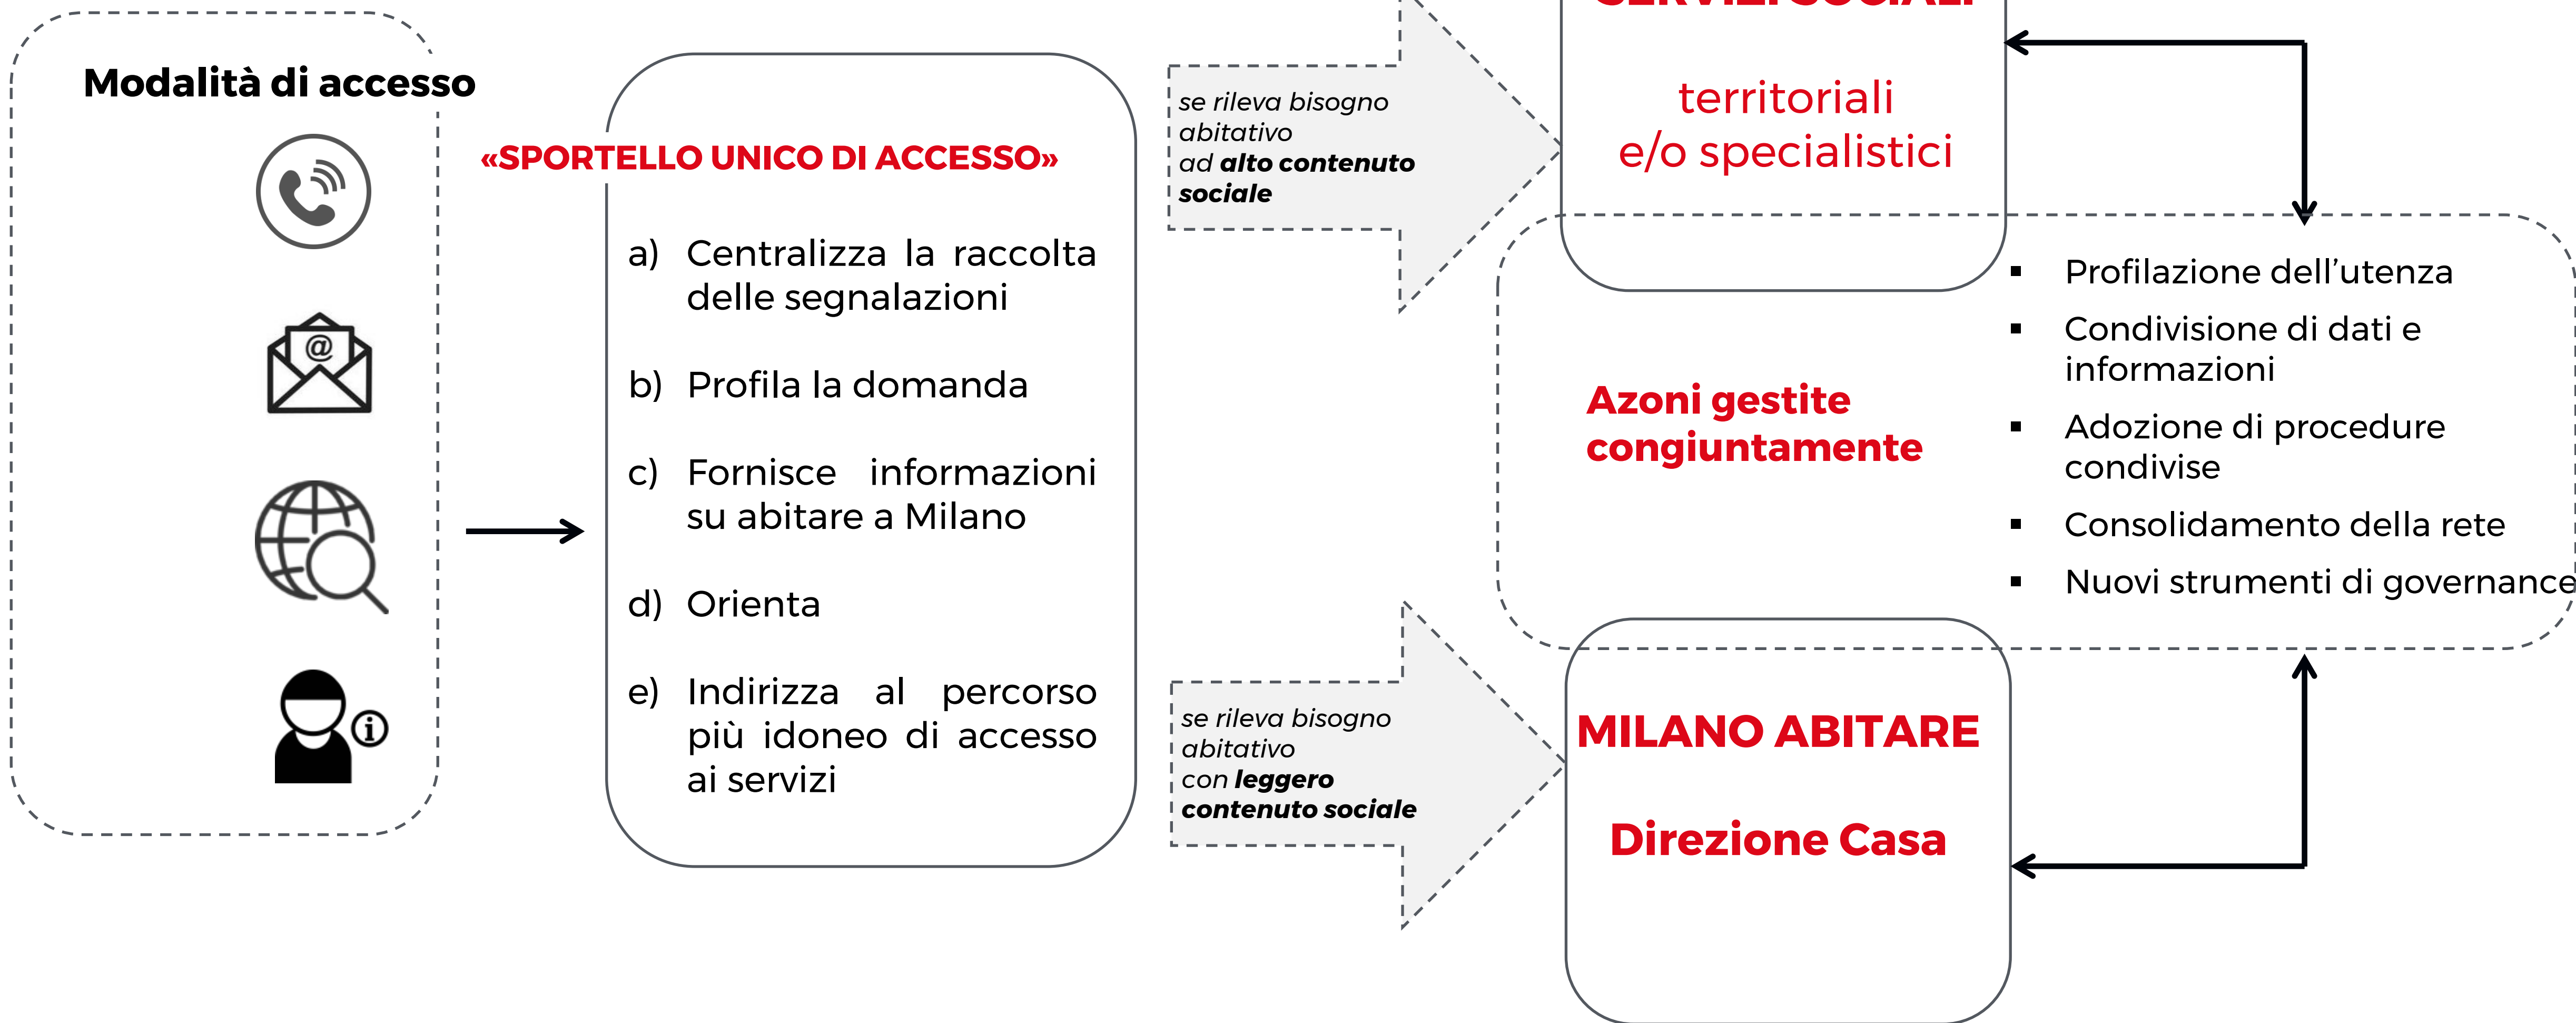 Modalità di accesso
@
i
«SPORTELLO UNICO DI ACCESSO»
a) Centralizza la raccolta
delle segnalazioni
b) Profila la domanda
c) Fornisce informazioni
su abitare a Milano
d) Orienta
e) Indirizza al percorso
più idoneo di accesso
ai servizi
se rileva bisogno
abitativo
ad alto contenuto
sociale
SERVIZI SOCIALI
territoriali
e/o specialistici
Azoni gestite
congiuntamente
▪ Profilazione dell’utenza
▪ Condivisione di dati e
informazioni
▪ Adozione di procedure
condivise
▪ Consolidamento della rete
▪ Nuovi strumenti di governance
se rileva bisogno
abitativo
con leggero
contenuto sociale
MILANO ABITARE
Direzione Casa